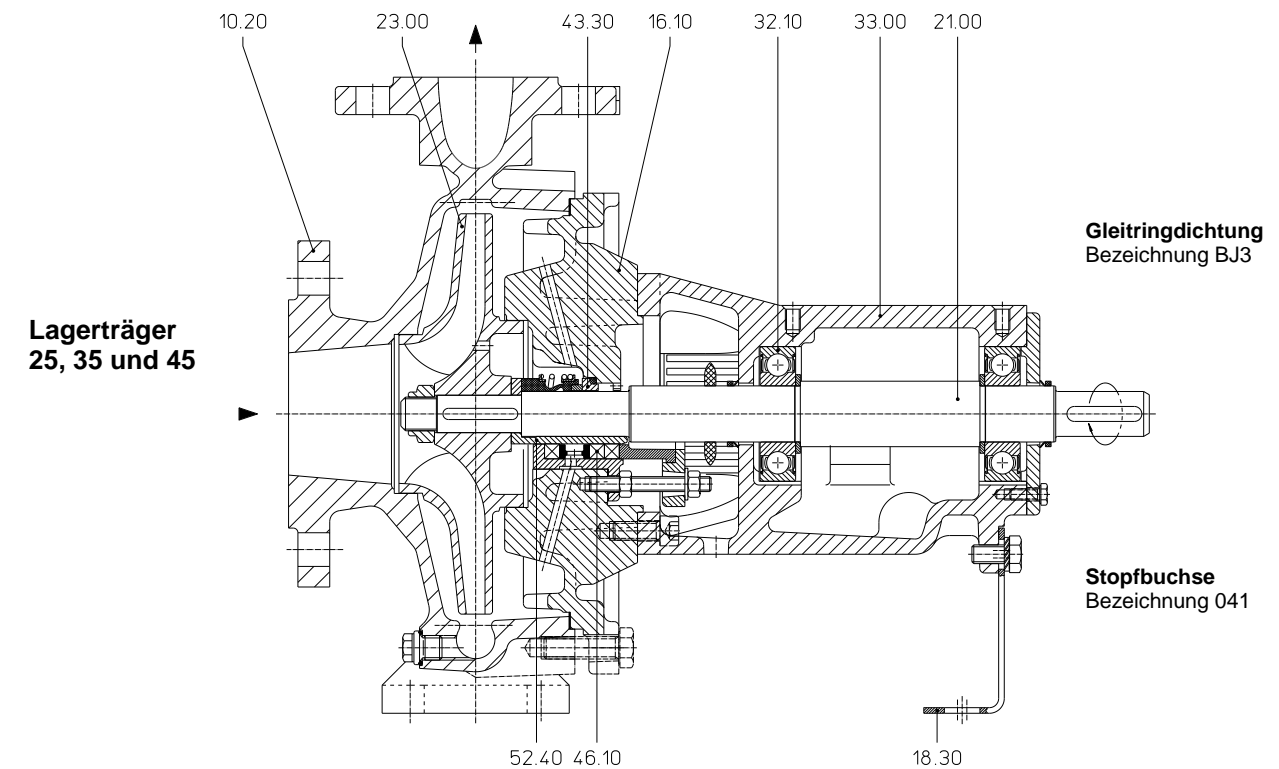 10.20 23.00 43.30 16.10 32.10 33.00 21.00
Gleitringdichtung
Bezeichnung BJ3
Lagerträger
25, 35 und 45
Stopfbuchse
Bezeichnung 041
52.40 46.10 18.30